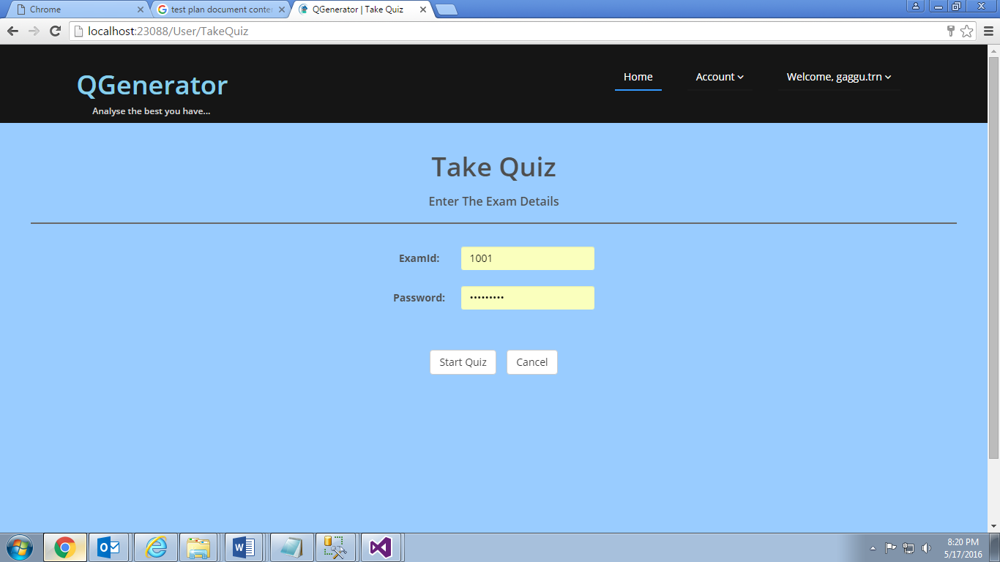 Chrome
test plan document conte
QGenerator | Take Quiz
localhost:23088/User/TakeQuiz
QGenerator
Analyse the best you have...
Home
Account
Welcome, gaggu.trn
Take Quiz
Enter The Exam Details
ExamId:
1001
Password:
•••••••••
Start Quiz
Cancel
8:20 PM
5/17/2016